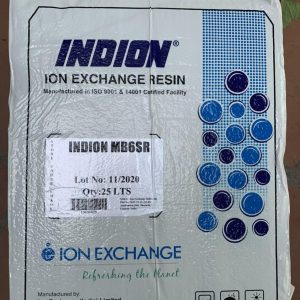 INDION®
ION EXCHANGE RESIN
Manufactured in ISO 9001 & 14001 Certified Facility
INDION MB6SR
Lot No: 11/2020
Qty:25 LTS
ION EXCHANGE
Refreshing the Planet
Manufactured by: